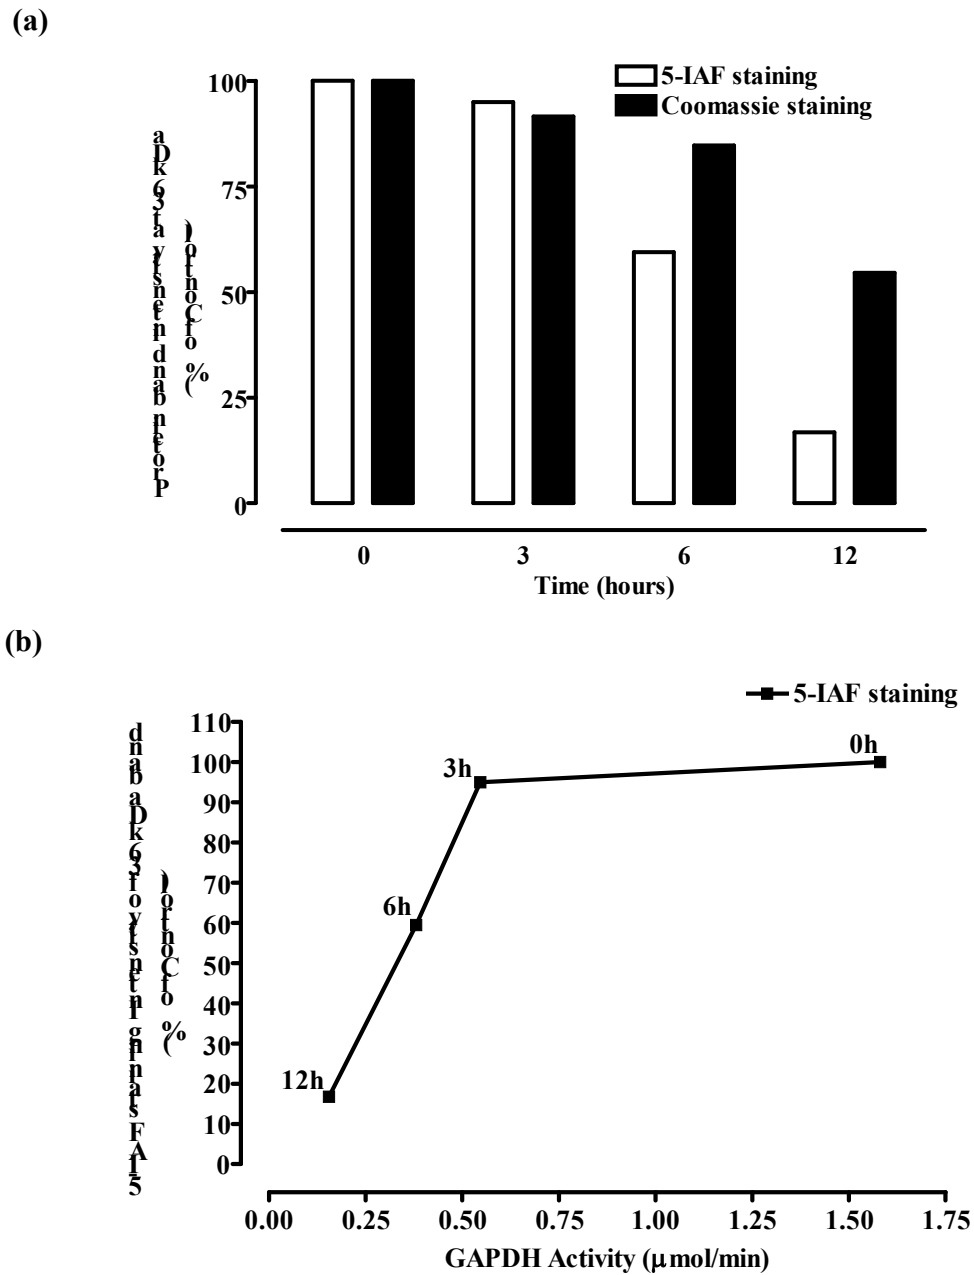 (a)
5-IAF staining
Coomassie staining
Protein band intensity at 36kDa
(% of Control)
100
75
50
25
0
0 3 6 12
Time (hours)
(b)
5-IAF staining
5-IAF staining Intensity of 36kDa band
(% of Control)
110
100
90
80
70
60
50
40
30
20
10
0
0h
3h
6h
12h
0.00 0.25 0.50 0.75 1.00 1.25 1.50 1.75
GAPDH Activity (μmol/min)